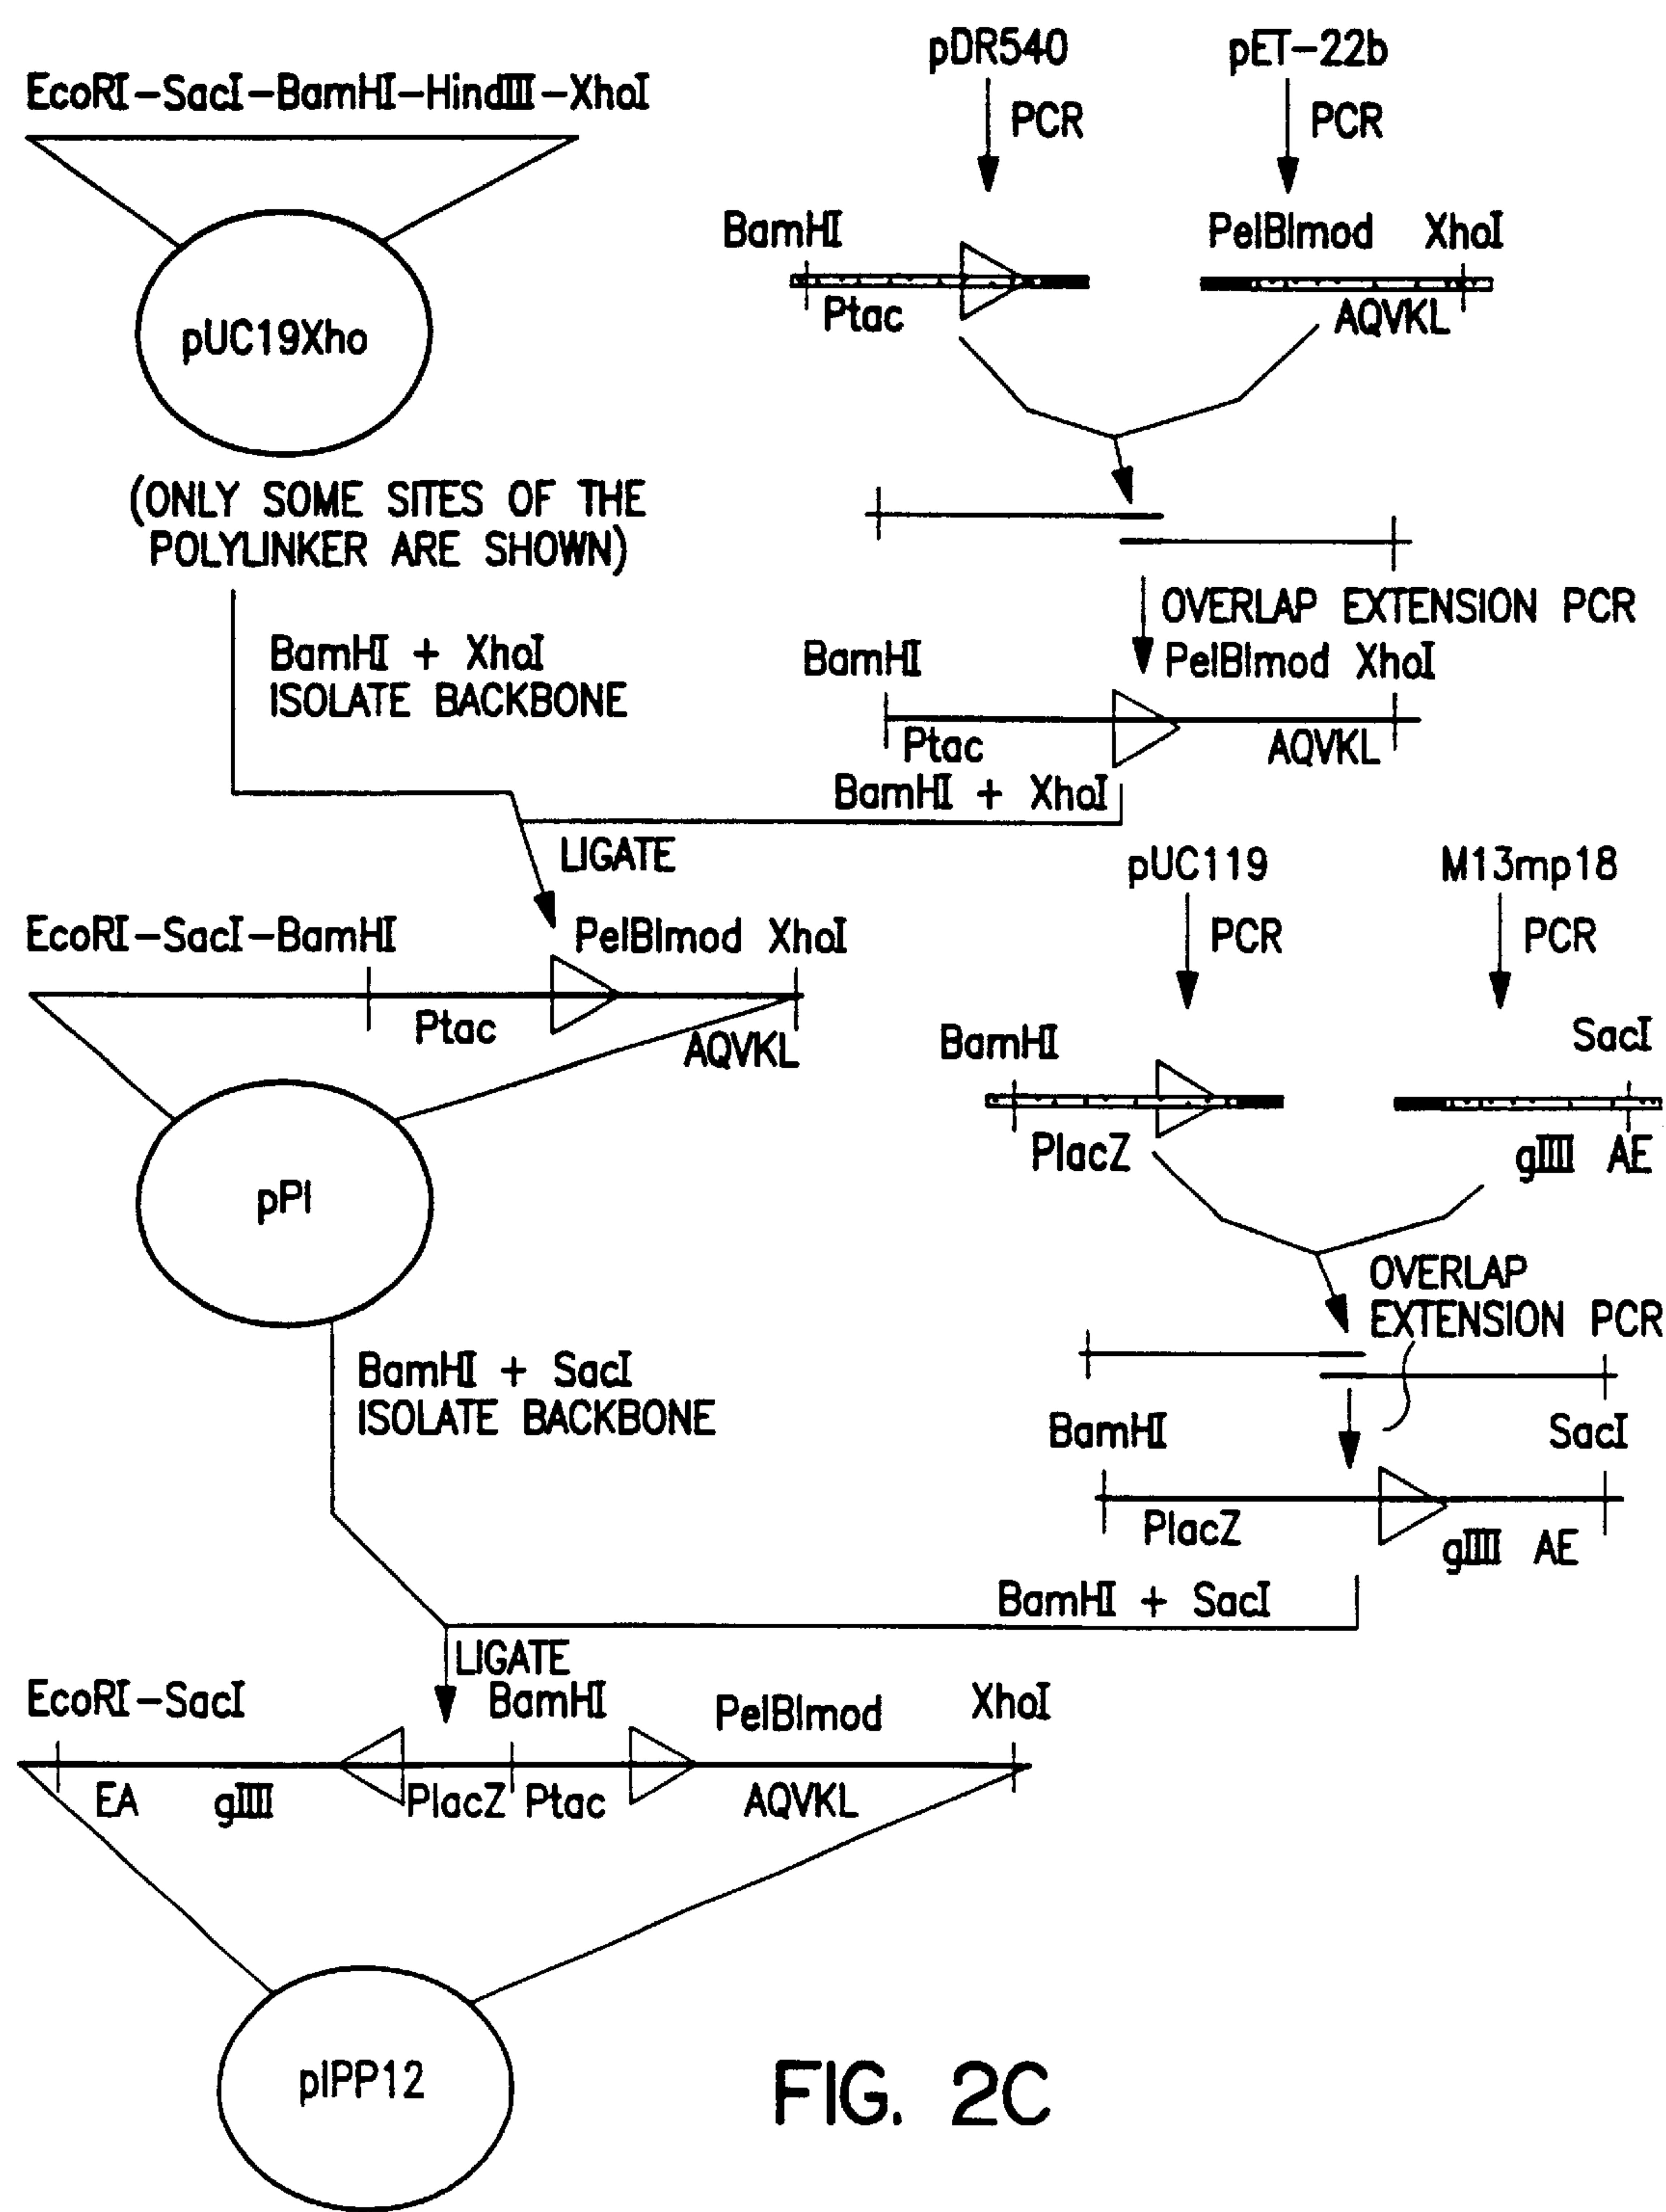 pDR540
pET-22b
EcoRI-SacI-BamHI-HindIII-XhoI
PCR
PCR
BamHI
PelBlmod XhoI
Ptac
AQVKL
pUC19Xho
(ONLY SOME SITES OF THE
POLYLINKER ARE SHOWN)
OVERLAP EXTENSION PCR
BamHI + XhoI
ISOLATE BACKBONE
BamHI
PelBlmod XhoI
Ptac
AQVKL
BamHI + XhoI
LIGATE
pUC119
M13mp18
EcoRI-SacI-BamHI
PelBlmod XhoI
PCR
PCR
Ptac
AQVKL
BamHI
SacI
PlacZ
gIII AE
pPl
OVERLAP
EXTENSION PCR
BamHI + SacI
ISOLATE BACKBONE
BamHI
SacI
PlacZ
gIII AE
BamHI + SacI
LIGATE
EcoRI-SacI
BamHI
PelBlmod
XhoI
EA
gIII
PlacZ
Ptac
AQVKL
pIPP12
FIG. 2C